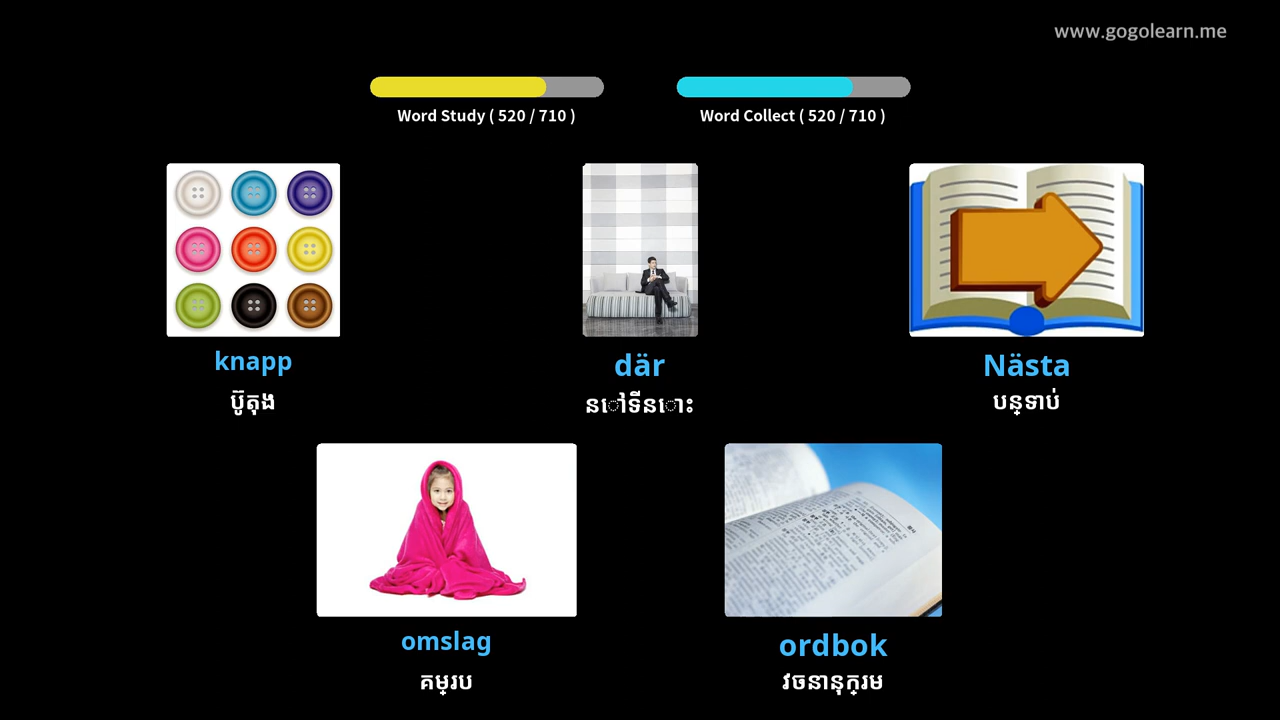 www.gogolearn.me
Word Study ( 520 / 710 )
Word Collect ( 520 / 710 )
knapp
ប៊ូតុង
där
នៅទីនោះ
Nästa
បន្ទាប់
omslag
គម្រប
ordbok
វចនានុក្រម